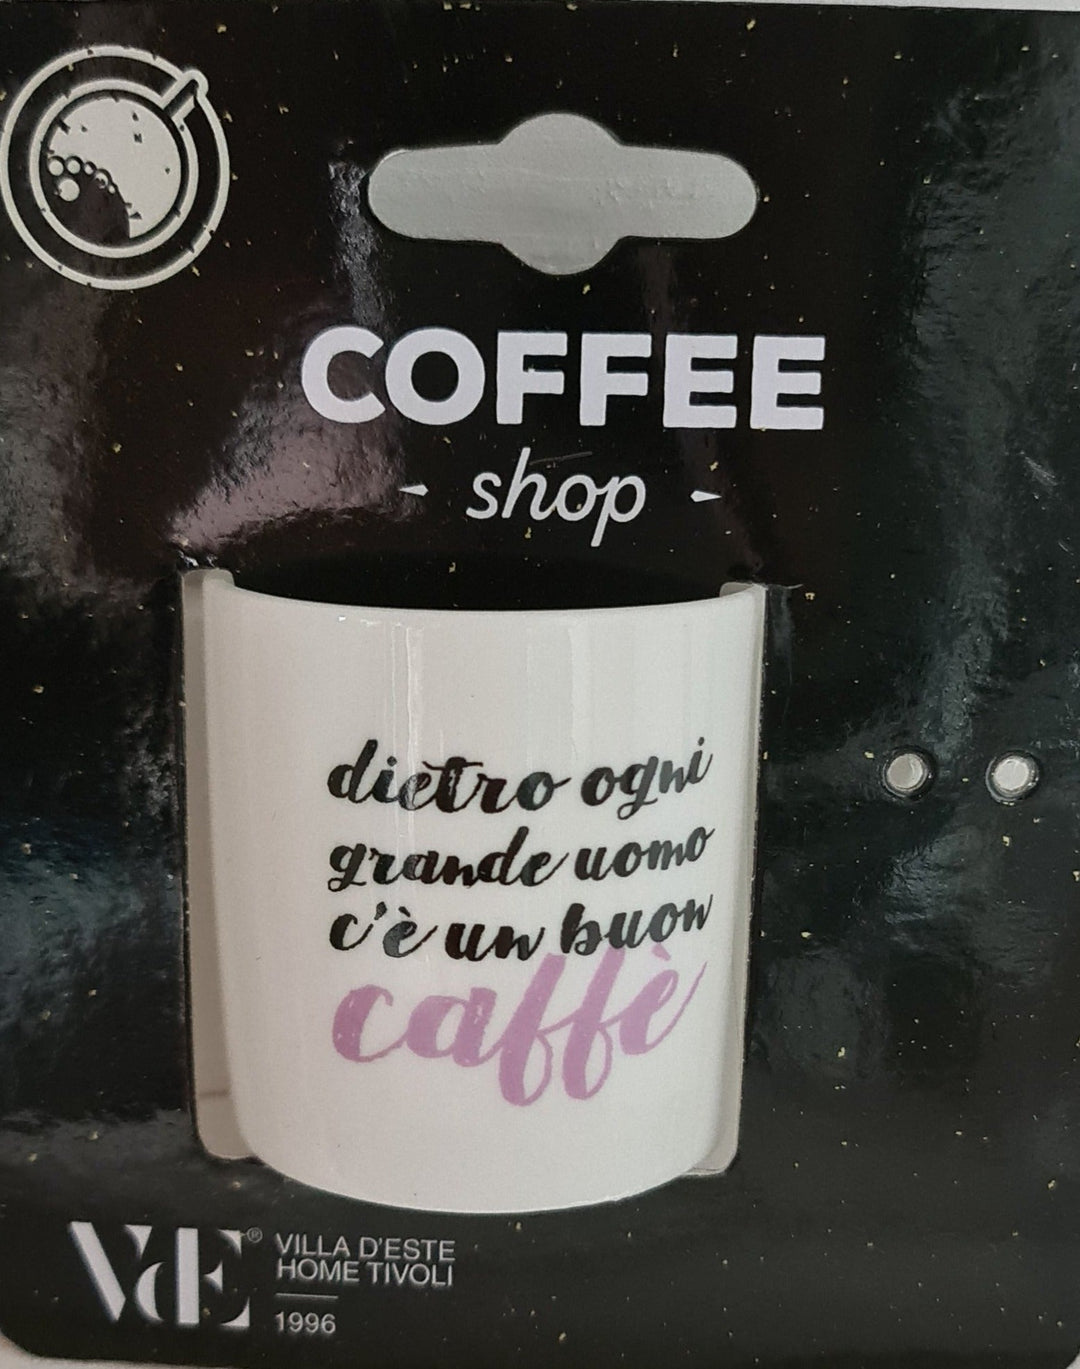 COFFEE
shop
dietro ogni
grande uomo
c'è un buon
caffè
VdE® VILLA D'ESTE
HOME TIVOLI
1996